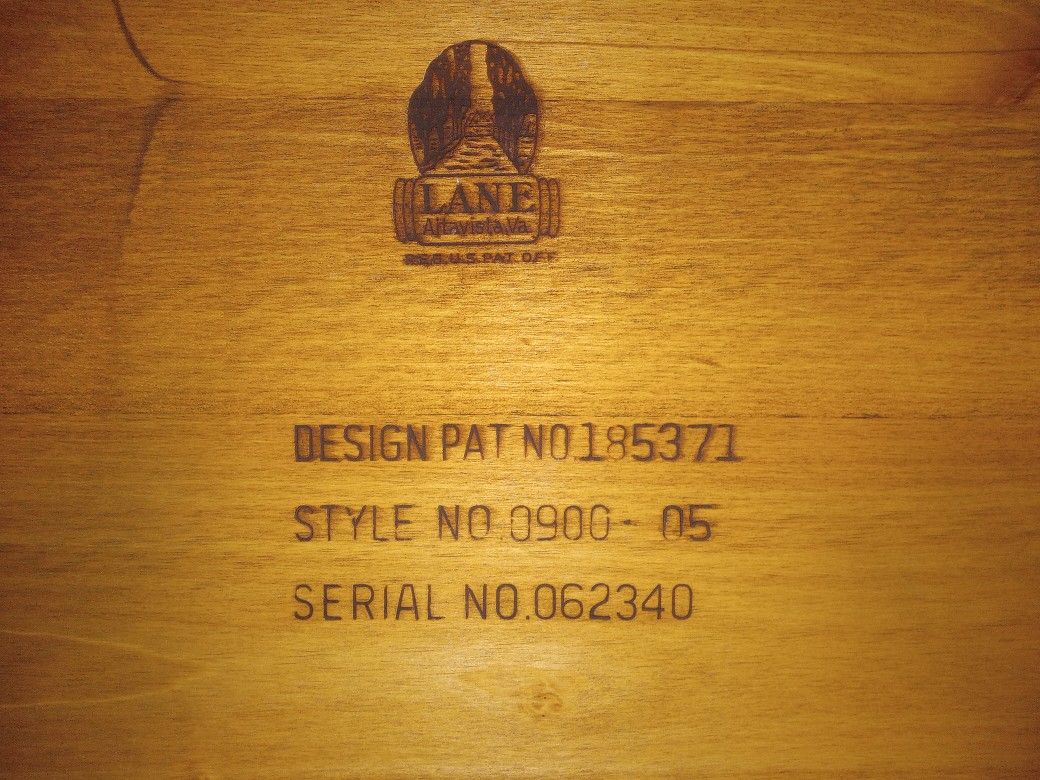 LANE
Altavista, Va.
REG. U.S. PAT. OFF.
DESIGN PAT NO.185371
STYLE NO.0900- 05
SERIAL NO.062340